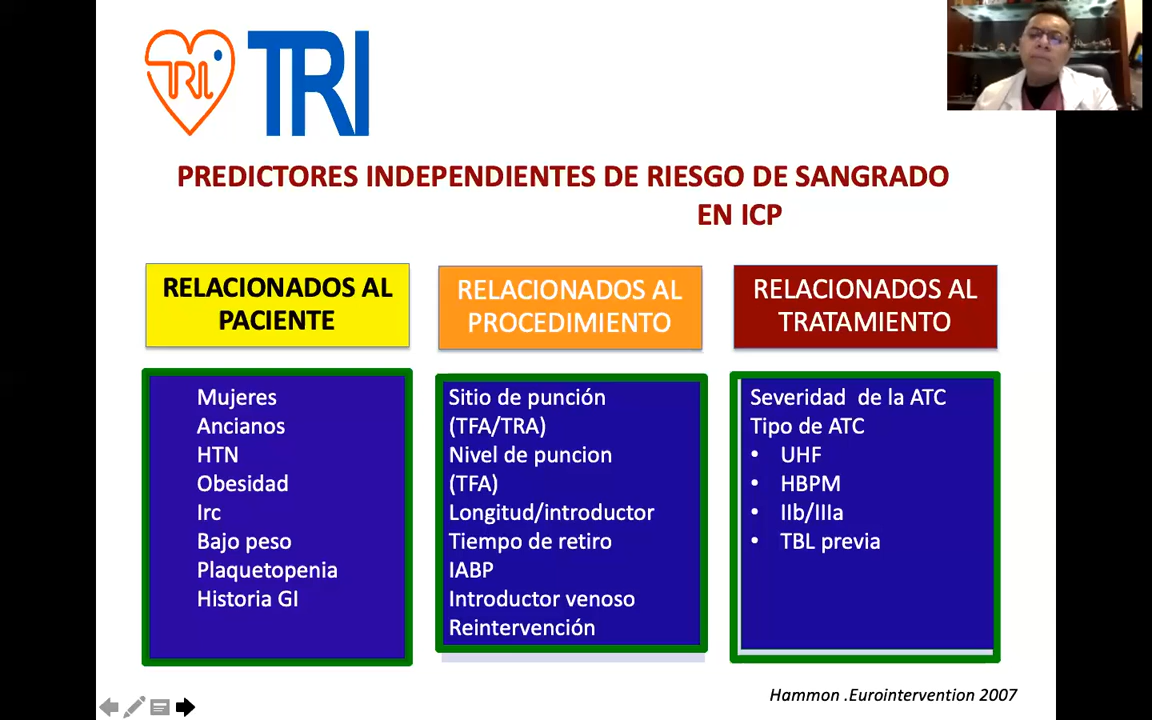 TRI
TRI
PREDICTORES INDEPENDIENTES DE RIESGO DE SANGRADO
EN ICP
RELACIONADOS AL
PACIENTE
Mujeres
Ancianos
HTN
Obesidad
Irc
Bajo peso
Plaquetopenia
Historia GI
RELACIONADOS AL
PROCEDIMIENTO
Sitio de punción
(TFA/TRA)
Nivel de puncion
(TFA)
Longitud/introductor
Tiempo de retiro
IABP
Introductor venoso
Reintervención
RELACIONADOS AL
TRATAMIENTO
Severidad de la ATC
Tipo de ATC
• UHF
• HBPM
• IIb/IIIa
• TBL previa
Hammon .Eurointervention 2007